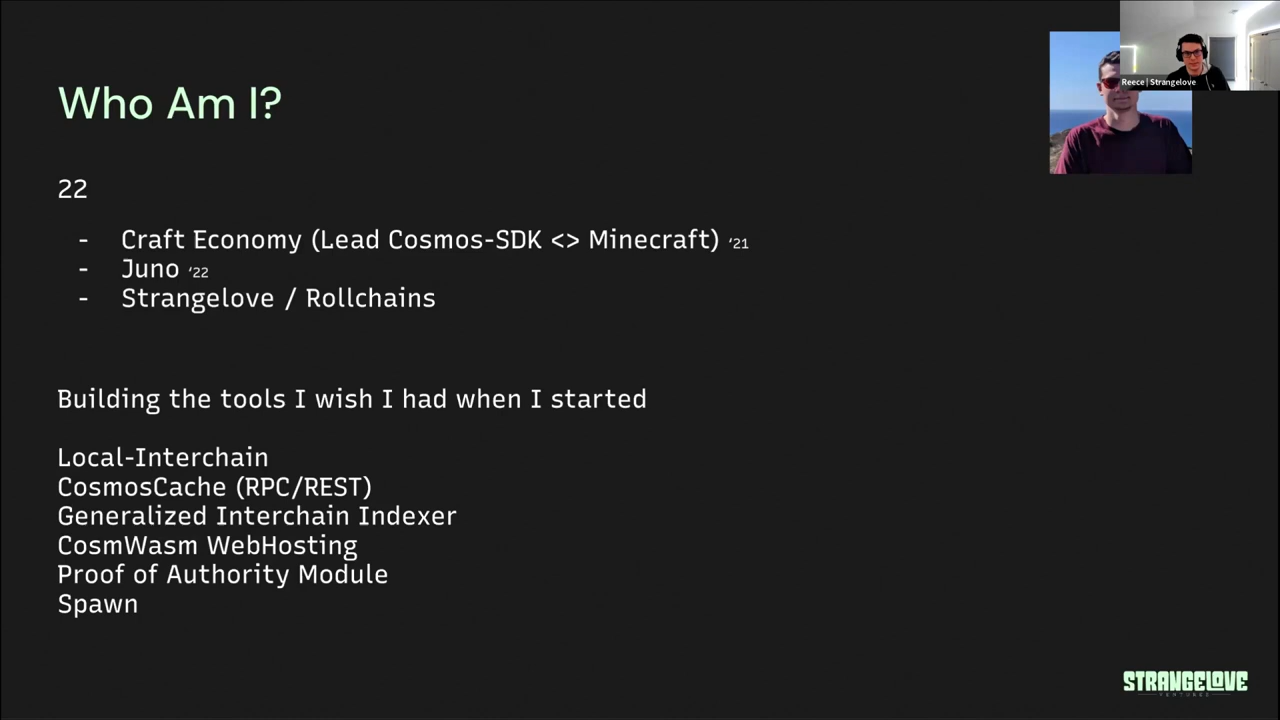 Who Am I?
Reece | Strangelove
22
- Craft Economy (Lead Cosmos-SDK <> Minecraft) ‘21
- Juno ‘22
- Strangelove / Rollchains
Building the tools I wish I had when I started
Local-Interchain
CosmosCache (RPC/REST)
Generalized Interchain Indexer
CosmWasm WebHosting
Proof of Authority Module
Spawn
STRANGELOVE
VENTURES